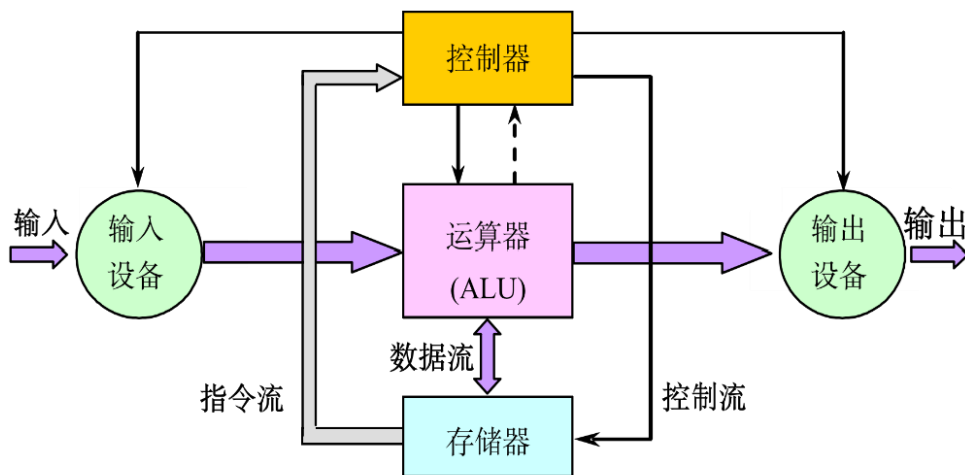 控制器
输入
输入
设备
运算器
(ALU)
输出
设备
输出
数据流
指令流
控制流
存储器